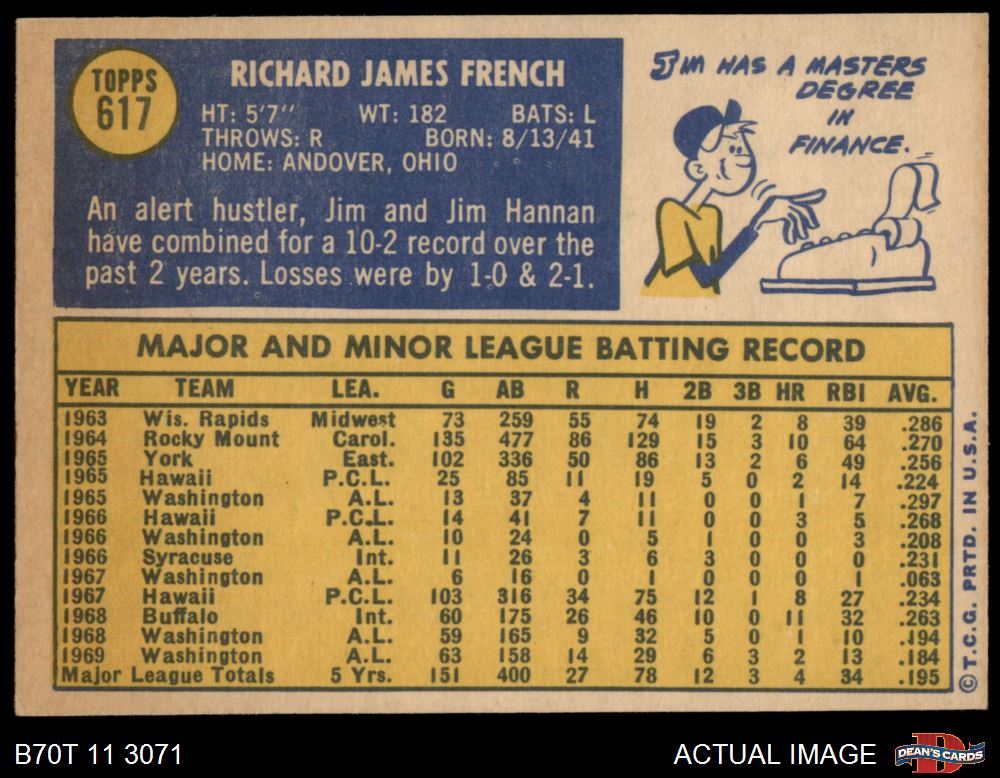 TOPPS
617
RICHARD JAMES FRENCH
HT: 5'7" WT: 182 BATS: L
THROWS: R BORN: 8/13/41
HOME: ANDOVER, OHIO
An alert hustler, Jim and Jim Hannan
have combined for a 10-2 record over the
past 2 years. Losses were by 1-0 & 2-1.
JIM HAS A MASTERS
DEGREE
IN
FINANCE.
MAJOR AND MINOR LEAGUE BATTING RECORD
YEAR TEAM LEA. G AB R H 2B 3B HR RBI AVG.
1963 Wis. Rapids Midwest 73 259 55 74 19 2 8 39 .286
1964 Rocky Mount Carol. 135 477 86 129 15 3 10 64 .270
1965 York East. 102 336 50 86 13 2 6 49 .256
1965 Hawaii P.C.L. 25 85 11 19 5 0 2 14 .224
1965 Washington A.L. 13 37 4 11 0 0 1 7 .297
1966 Hawaii P.C.L. 14 41 7 11 0 0 3 5 .268
1966 Washington A.L. 10 24 0 5 1 0 0 3 .208
1966 Syracuse Int. 11 26 3 6 3 0 0 0 .231
1967 Washington A.L. 6 16 0 1 0 0 0 1 .063
1967 Hawaii P.C.L. 103 316 34 75 12 1 8 27 .234
1968 Buffalo Int. 60 175 26 46 10 0 11 32 .263
1968 Washington A.L. 59 165 9 32 5 0 1 10 .194
1969 Washington A.L. 63 158 14 29 6 3 2 13 .184
Major League Totals 5 Yrs. 151 400 27 78 12 3 4 34 .195
© T.C.G. PRTD. IN U.S.A.
B70T 11 3071
ACTUAL IMAGE
DEAN'S CARDS